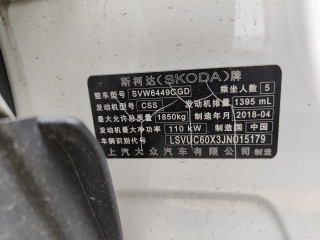 斯柯达(SKODA)牌
整车型号 SVW6449CGD 乘坐人数 5
发动机型号 CSS 发动机排量 1395 mL
最大允许总质量 1850kg 制造年月 2018-04
发动机最大净功率 110 kW 制造国 中国
车辆识别代号 LSVUC60X3JN015179
上汽大众汽车有限公司 制造